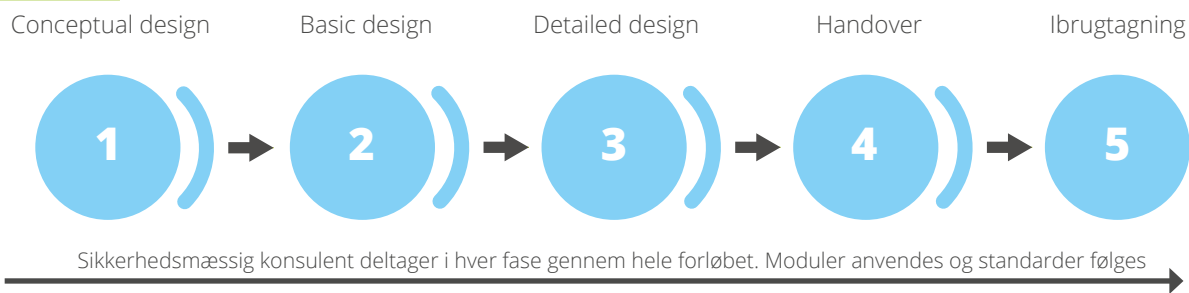 Conceptual design Basic design Detailed design Handover Ibrugtagning
1 2 3 4 5
Sikkerhedsmæssig konsulent deltager i hver fase gennem hele forløbet. Moduler anvendes og standarder følges